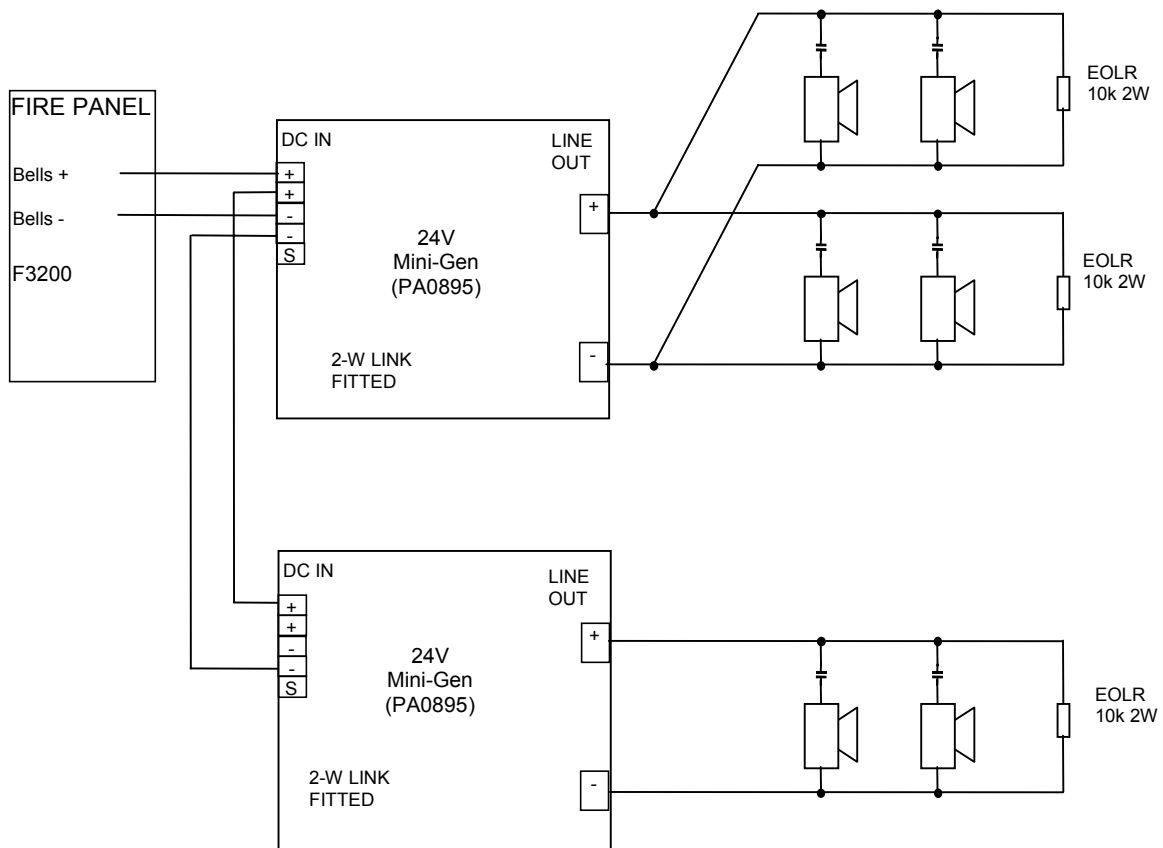 FIRE PANEL
Bells +
Bells -
F3200
DC IN
+
+
-
-
S
LINE
OUT
+
-
24V
Mini-Gen
(PA0895)
2-W LINK
FITTED
EOLR
10k 2W
EOLR
10k 2W
DC IN
+
+
-
-
S
LINE
OUT
+
-
24V
Mini-Gen
(PA0895)
2-W LINK
FITTED
EOLR
10k 2W